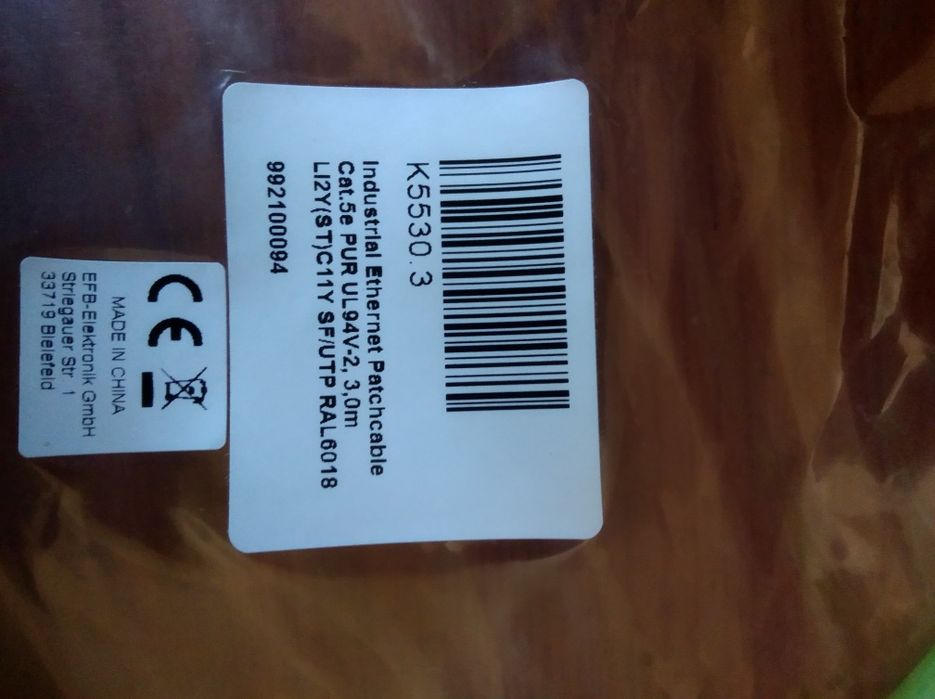 K5530.3
Industrial Ethernet Patchcable
Cat.5e PUR UL94V-2, 3,0m
LI2Y(ST)C11Y SF/UTP RAL6018
992100094
CE
MADE IN CHINA
EFB-Elektronik GmbH
Striegauer Str. 1
33719 Bielefeld